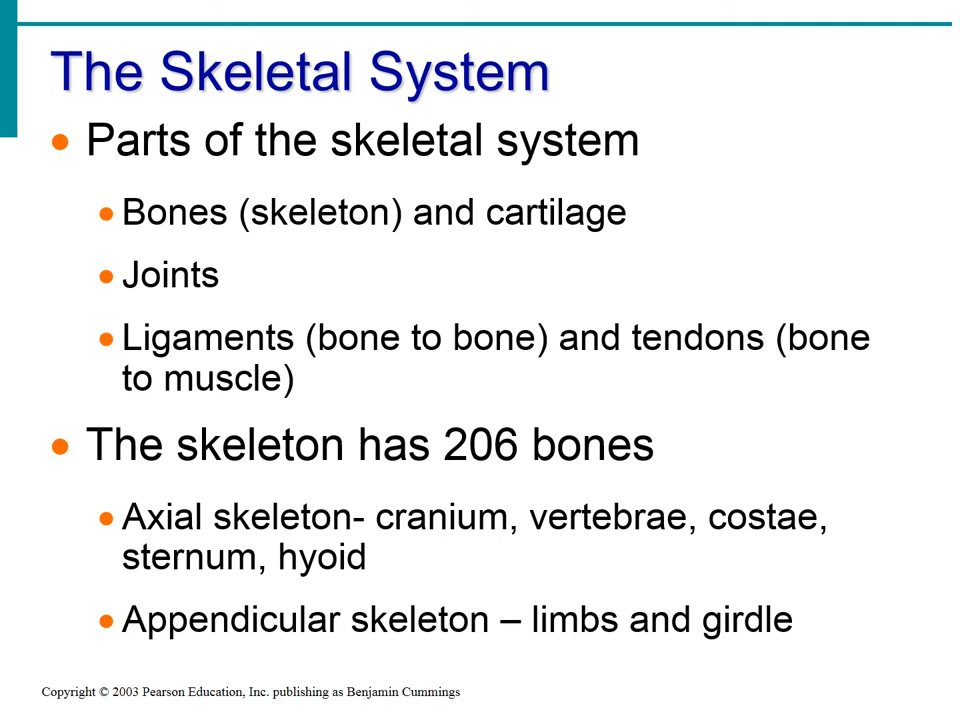 The Skeletal System
Parts of the skeletal system
Bones (skeleton) and cartilage
Joints
Ligaments (bone to bone) and tendons (bone
to muscle)
The skeleton has 206 bones
Axial skeleton- cranium, vertebrae, costae,
sternum, hyoid
Appendicular skeleton – limbs and girdle
Copyright © 2003 Pearson Education, Inc. publishing as Benjamin Cummings